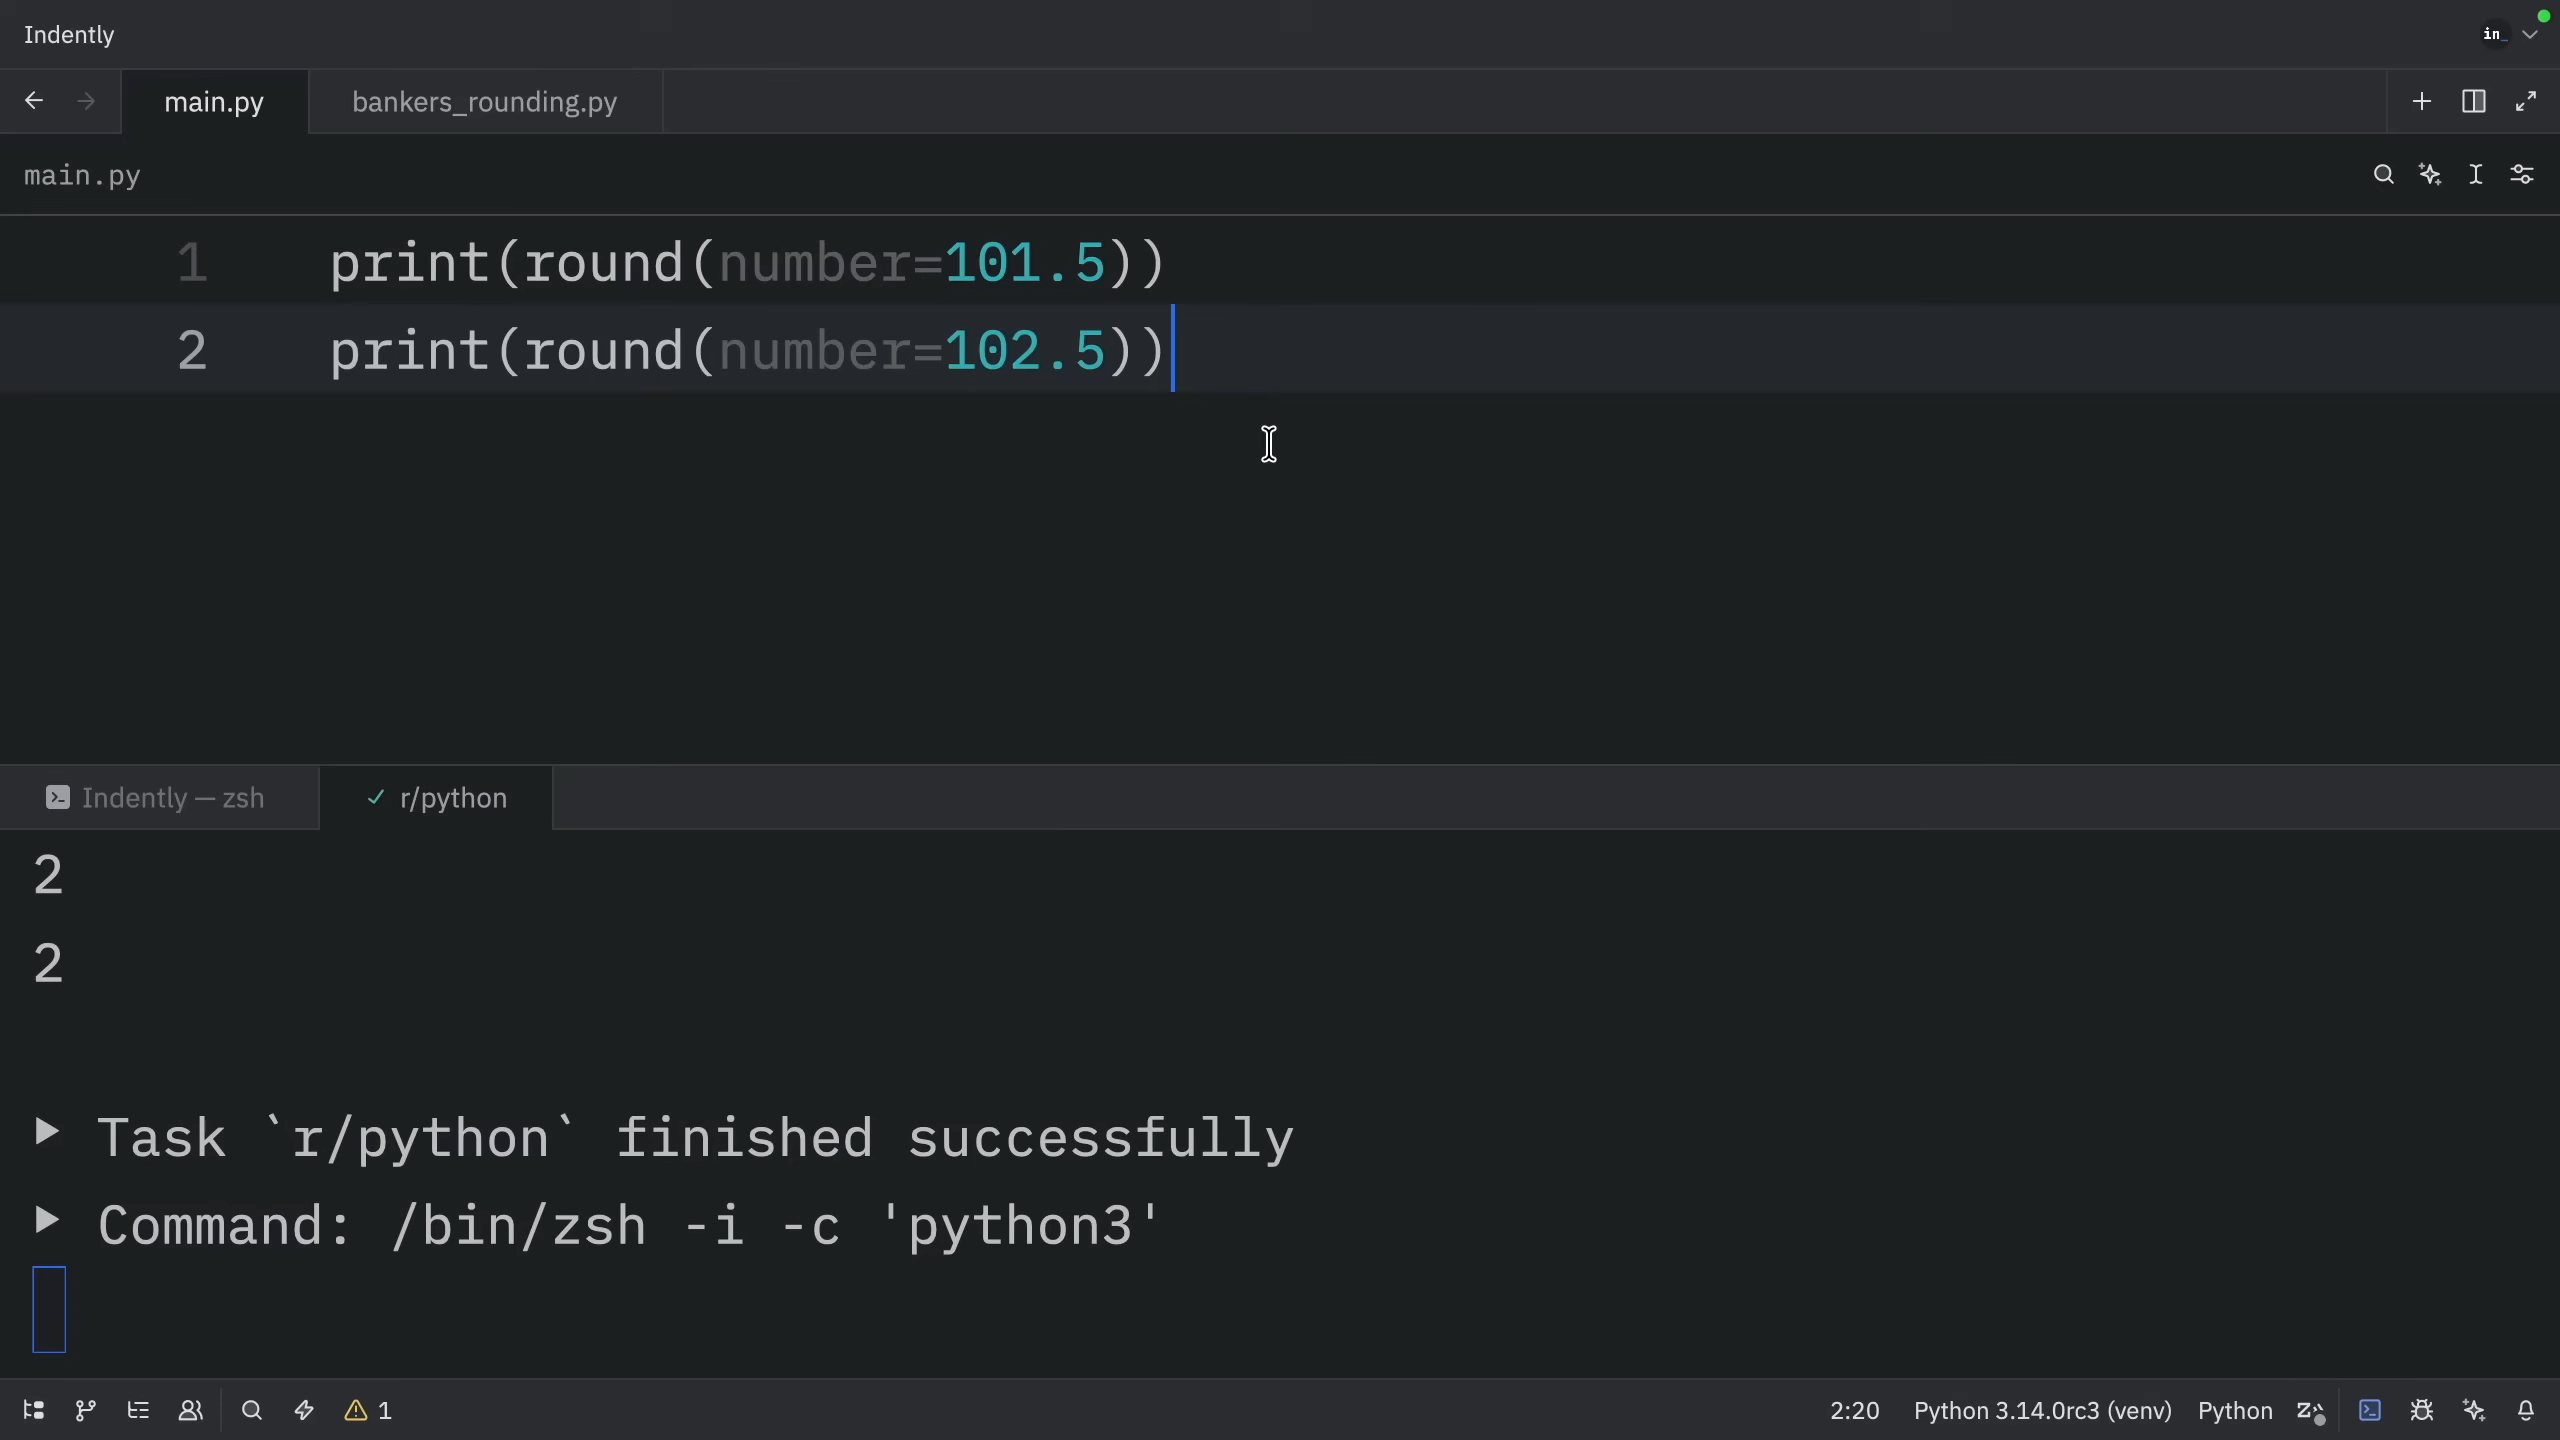 Indently
in_
main.py
bankers_rounding.py
main.py
1 print(round(number=101.5))
2 print(round(number=102.5))
Indently — zsh
r/python
2
2
Task `r/python` finished successfully
Command: /bin/zsh -i -c 'python3'
1
2:20
Python 3.14.0rc3 (venv)
Python